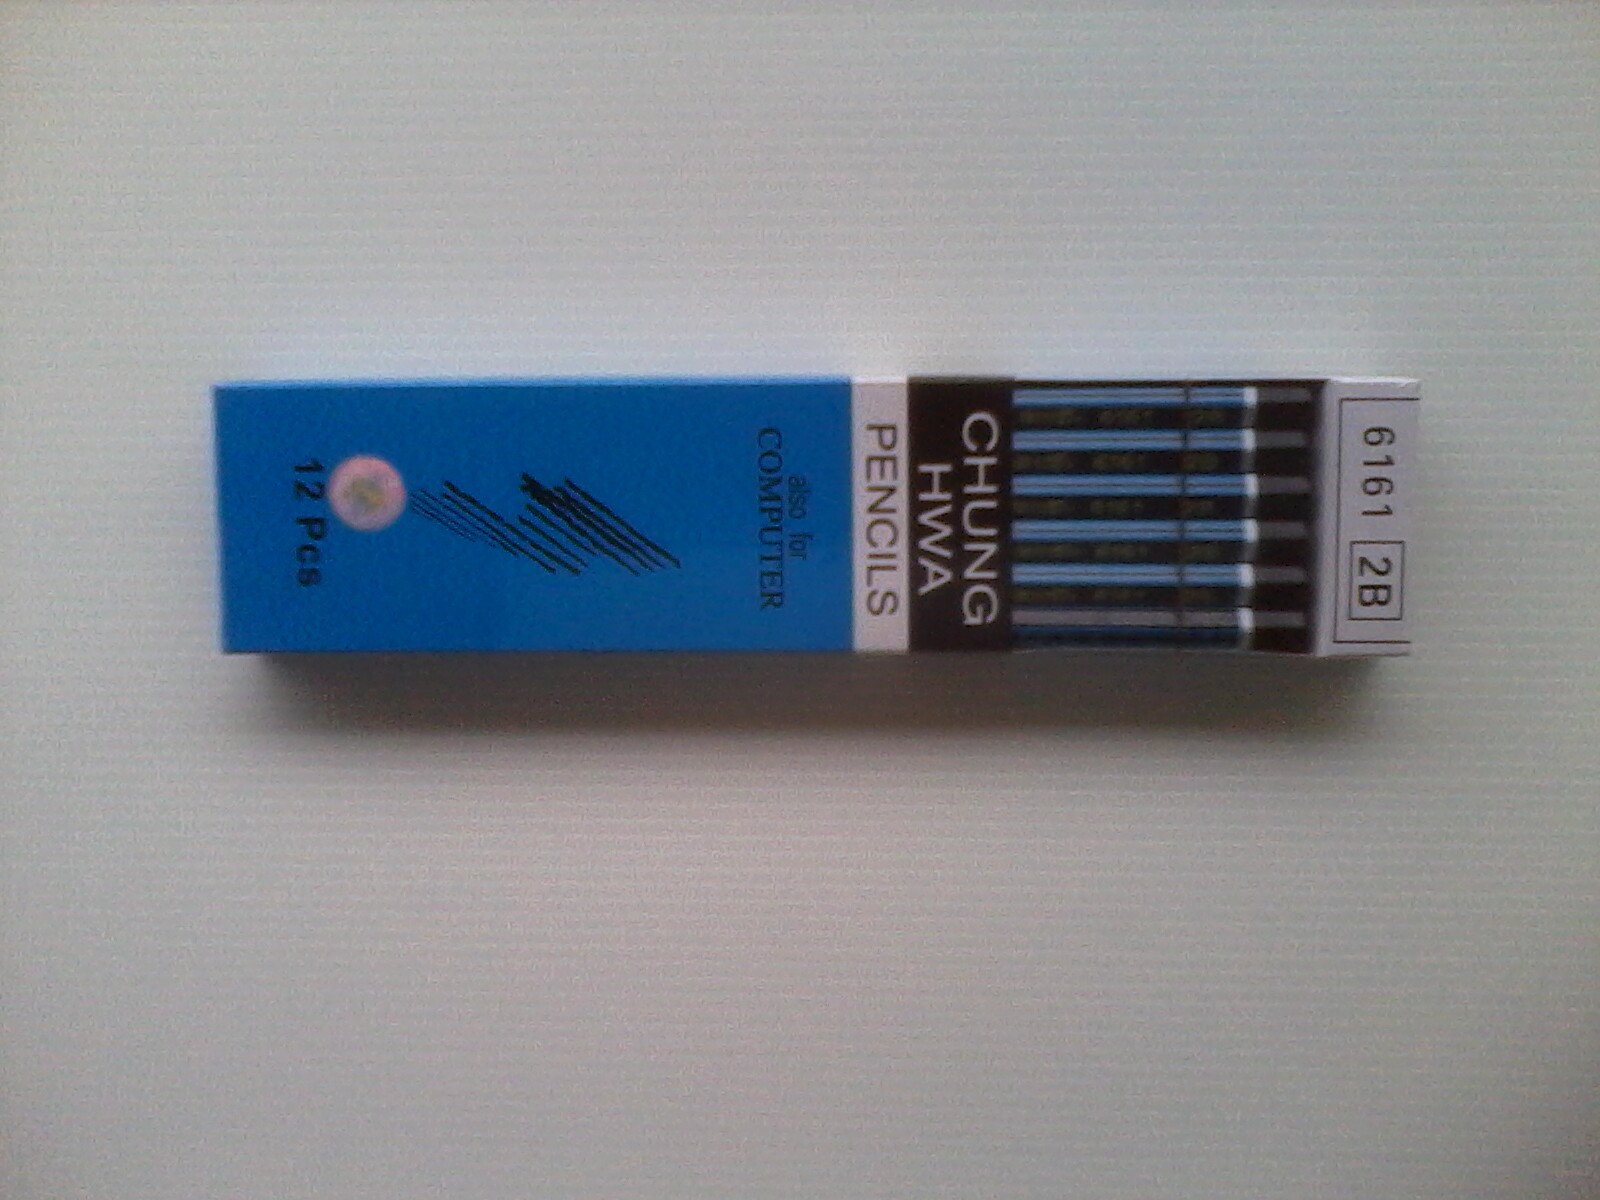 6161 2B
CHUNG
HWA
PENCILS
also for
COMPUTER
12 Pcs